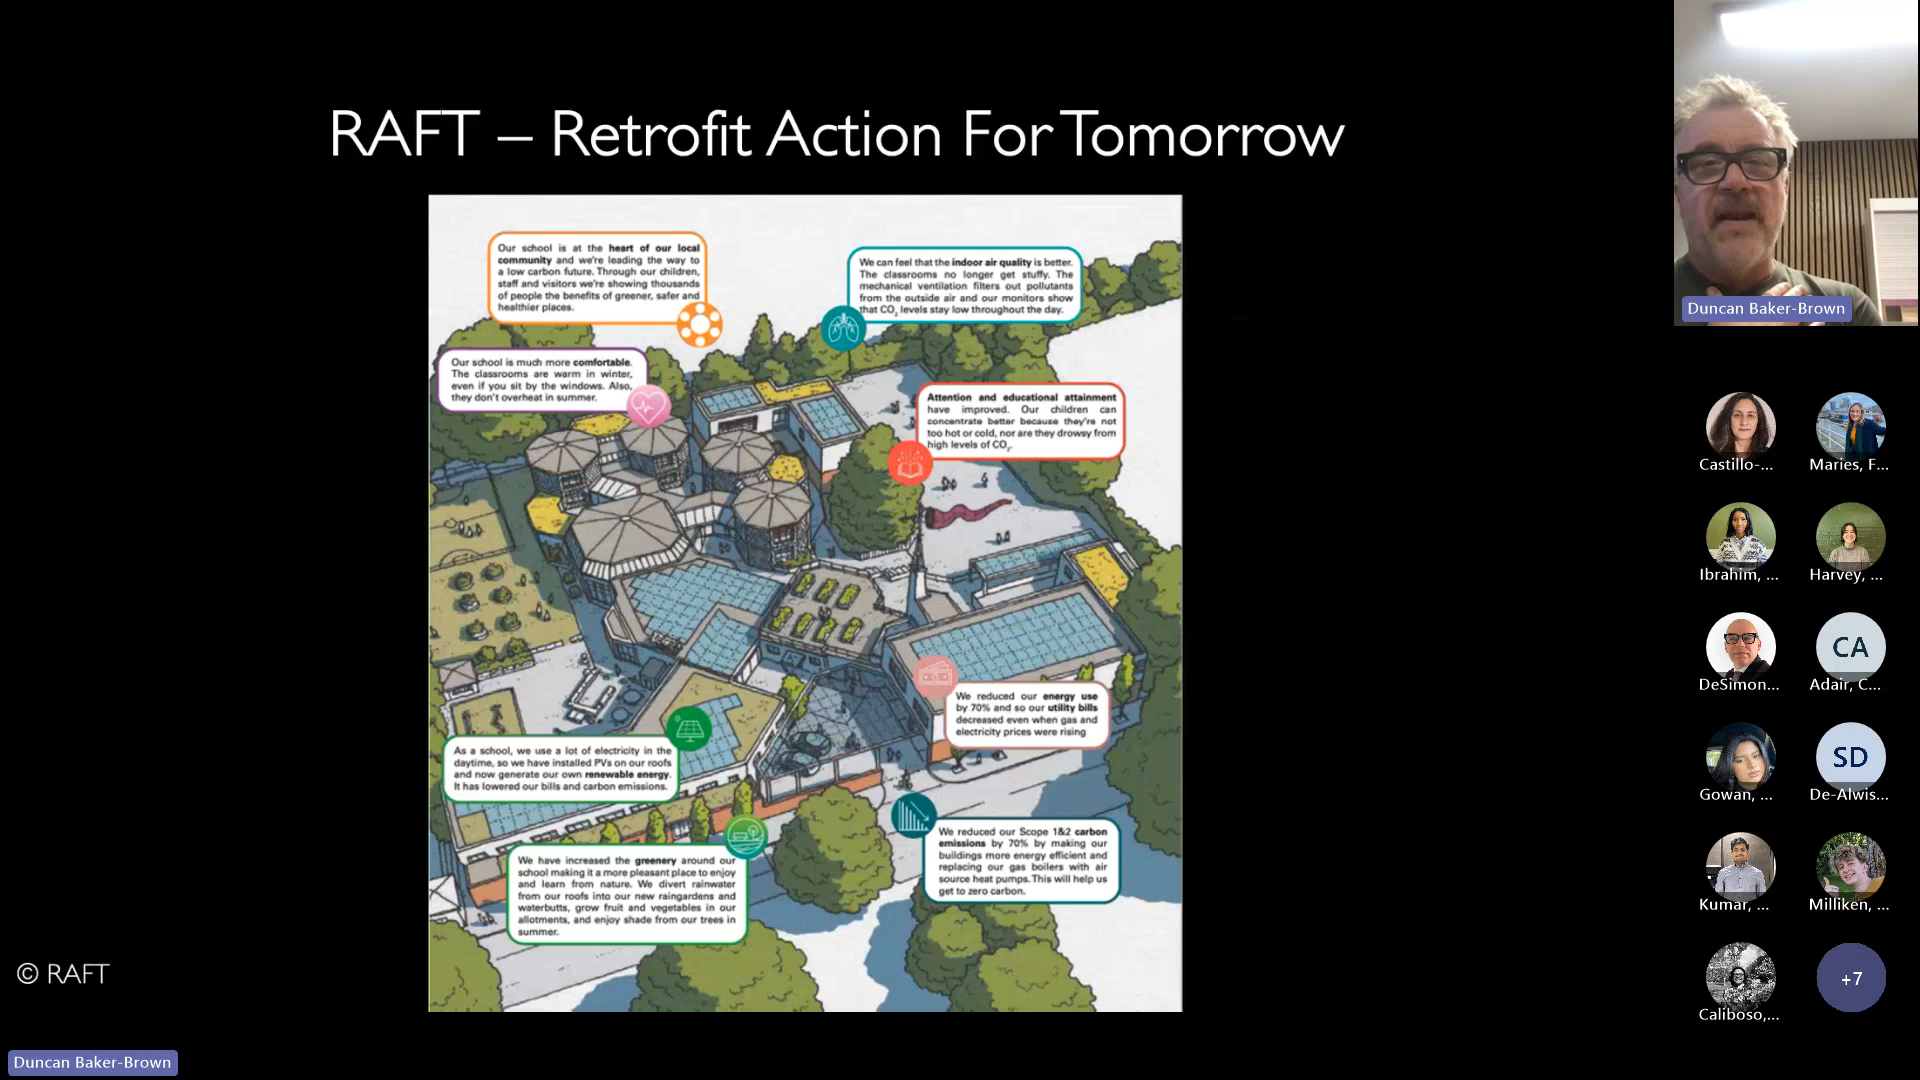 RAFT – Retrofit Action For Tomorrow
Our school is at the heart of our local
community and we're leading the way to
a low carbon future. Through our children,
staff and visitors we're showing thousands
of people the benefits of greener, safer and
healthier places.
We can feel that the indoor air quality is better.
The classrooms no longer get stuffy. The
mechanical ventilation filters out pollutants
from the outside air and our monitors show
that CO₂ levels stay low throughout the day.
Our school is much more comfortable.
The classrooms are warm in winter,
even if you sit by the windows. Also,
they don't overheat in summer.
Attention and educational attainment
have improved. Our children can
concentrate better because they're not
too hot or cold, nor are they drowsy from
high levels of CO₂.
We reduced our energy use
by 70% and so our utility bills
decreased even when gas and
electricity prices were rising
As a school, we use a lot of electricity in the
daytime, so we have installed PVs on our roofs
and now generate our own renewable energy.
It has lowered our bills and carbon emissions.
We reduced our Scope 1&2 carbon
emissions by 70% by making our
buildings more energy efficient and
replacing our gas boilers with air
source heat pumps. This will help us
get to zero carbon.
We have increased the greenery around our
school making it a more pleasant place to enjoy
and learn from nature. We divert rainwater
from our roofs into our new raingardens and
waterbutts, grow fruit and vegetables in our
allotments, and enjoy shade from our trees in
summer.
© RAFT
Duncan Baker-Brown
Duncan Baker-Brown
Castillo-...
Maries, F...
Ibrahim, ...
Harvey, ...
DeSimon...
CA
Adair, C...
Gowan, ...
SD
De-Alwis...
Kumar, ...
Milliken, ...
Caliboso,...
+7